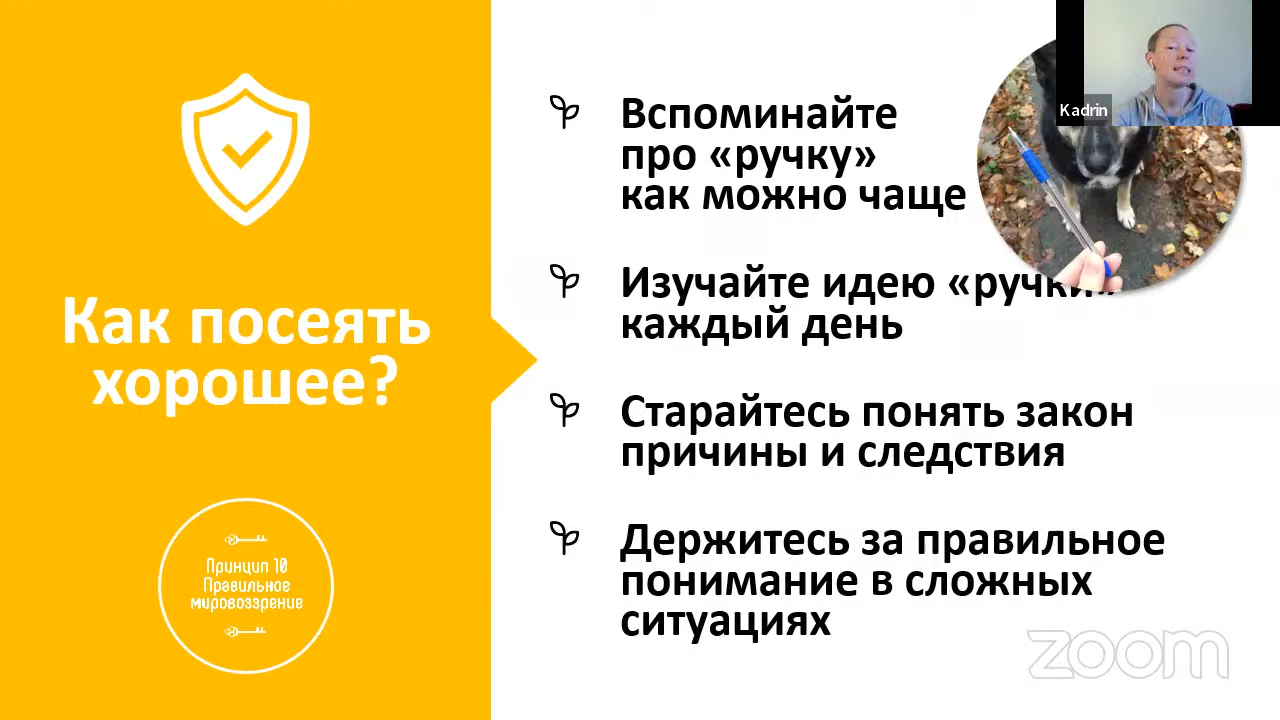 Как посеять
хорошее?
Принцип 10
Правильное
мировоззрение
Вспоминайте
про «ручку»
как можно чаще
Изучайте идею «ручки»
каждый день
Старайтесь понять закон
причины и следствия
Держитесь за правильное
понимание в сложных
ситуациях
Kadrin
zoom